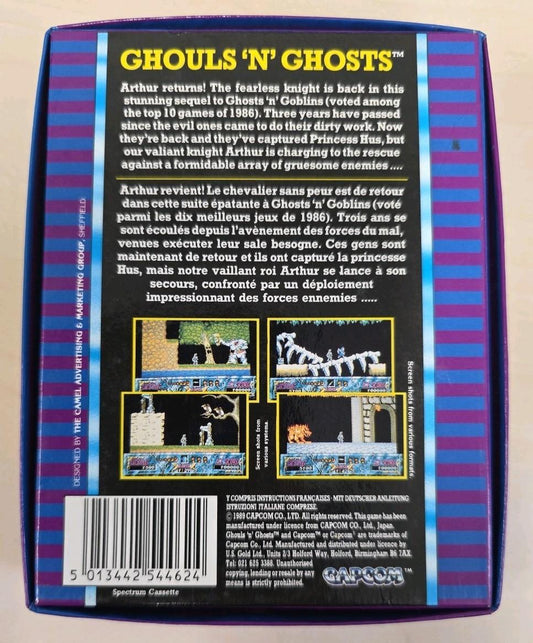 GHOULS 'N' GHOSTS™
Arthur returns! The fearless knight is back in this
stunning sequel to Ghosts 'n' Goblins (voted among
the top 10 games of 1986). Three years have passed
since the evil ones came to do their dirty work. Now
they're back and they've captured Princess Hus, but
our valiant knight Arthur is charging to the rescue
against a formidable array of gruesome enemies ....
Arthur revient! Le chevalier sans peur est de retour
dans cette suite épatante à Ghosts 'n' Goblins (voté
parmi les dix meilleurs jeux de 1986). Trois ans se
sont écoulés depuis l'avènement des forces du mal,
venues exécuter leur sale besogne. Ces gens sont
maintenant de retour et ils ont capturé la princesse
Hus, mais notre vaillant roi Arthur se lance à son
secours, confronté par un déploiement
impressionnant des forces ennemies .....
Screen shots from
various systems.
Screen shots from various formats
DESIGNED BY THE CAMEL ADVERTISING & MARKETING GROUP, SHEFFIELD
Y COMPRIS INSTRUCTIONS FRANÇAISES · MIT DEUTSCHER ANLEITUNG
ISTRUZIONI ITALIANE COMPRESE.
© 1989 CAPCOM CO., LTD. All rights reserved. This game has been
manufactured under licence from CAPCOM CO., Ltd., Japan.
Ghouls 'n' Ghosts™ and Capcom™ or Capcom™ are trademarks of
Capcom Co., Ltd. Manufactured and distributed under licence by
U.S. Gold Ltd., Units 2/3 Holford Way, Holford, Birmingham B6 7AX.
Tel: 021 625 3388. Unauthorised
copying, lending or resale by any
means is strictly prohibited.
CAPCOM™
5 013442 544624
Spectrum Cassette